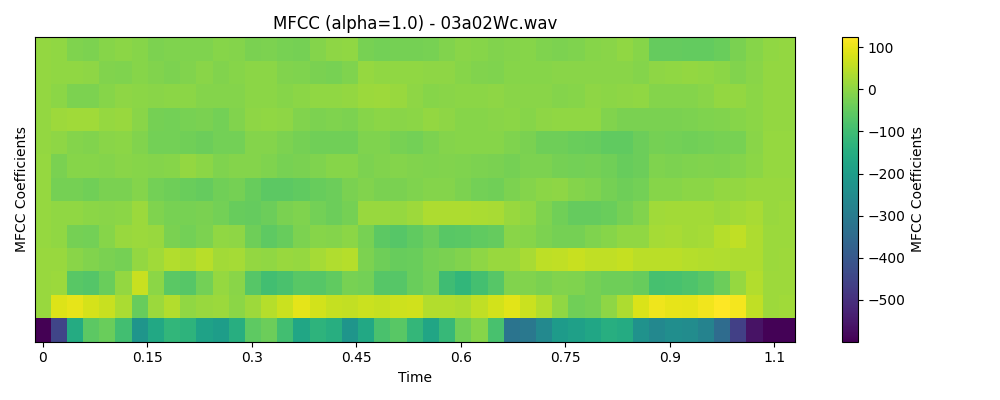 MFCC (alpha=1.0) - 03a02Wc.wav
MFCC Coefficients
0 0.15 0.3 0.45 0.6 0.75 0.9 1.1
Time
100
0
−100
−200
−300
−400
−500
MFCC Coefficients